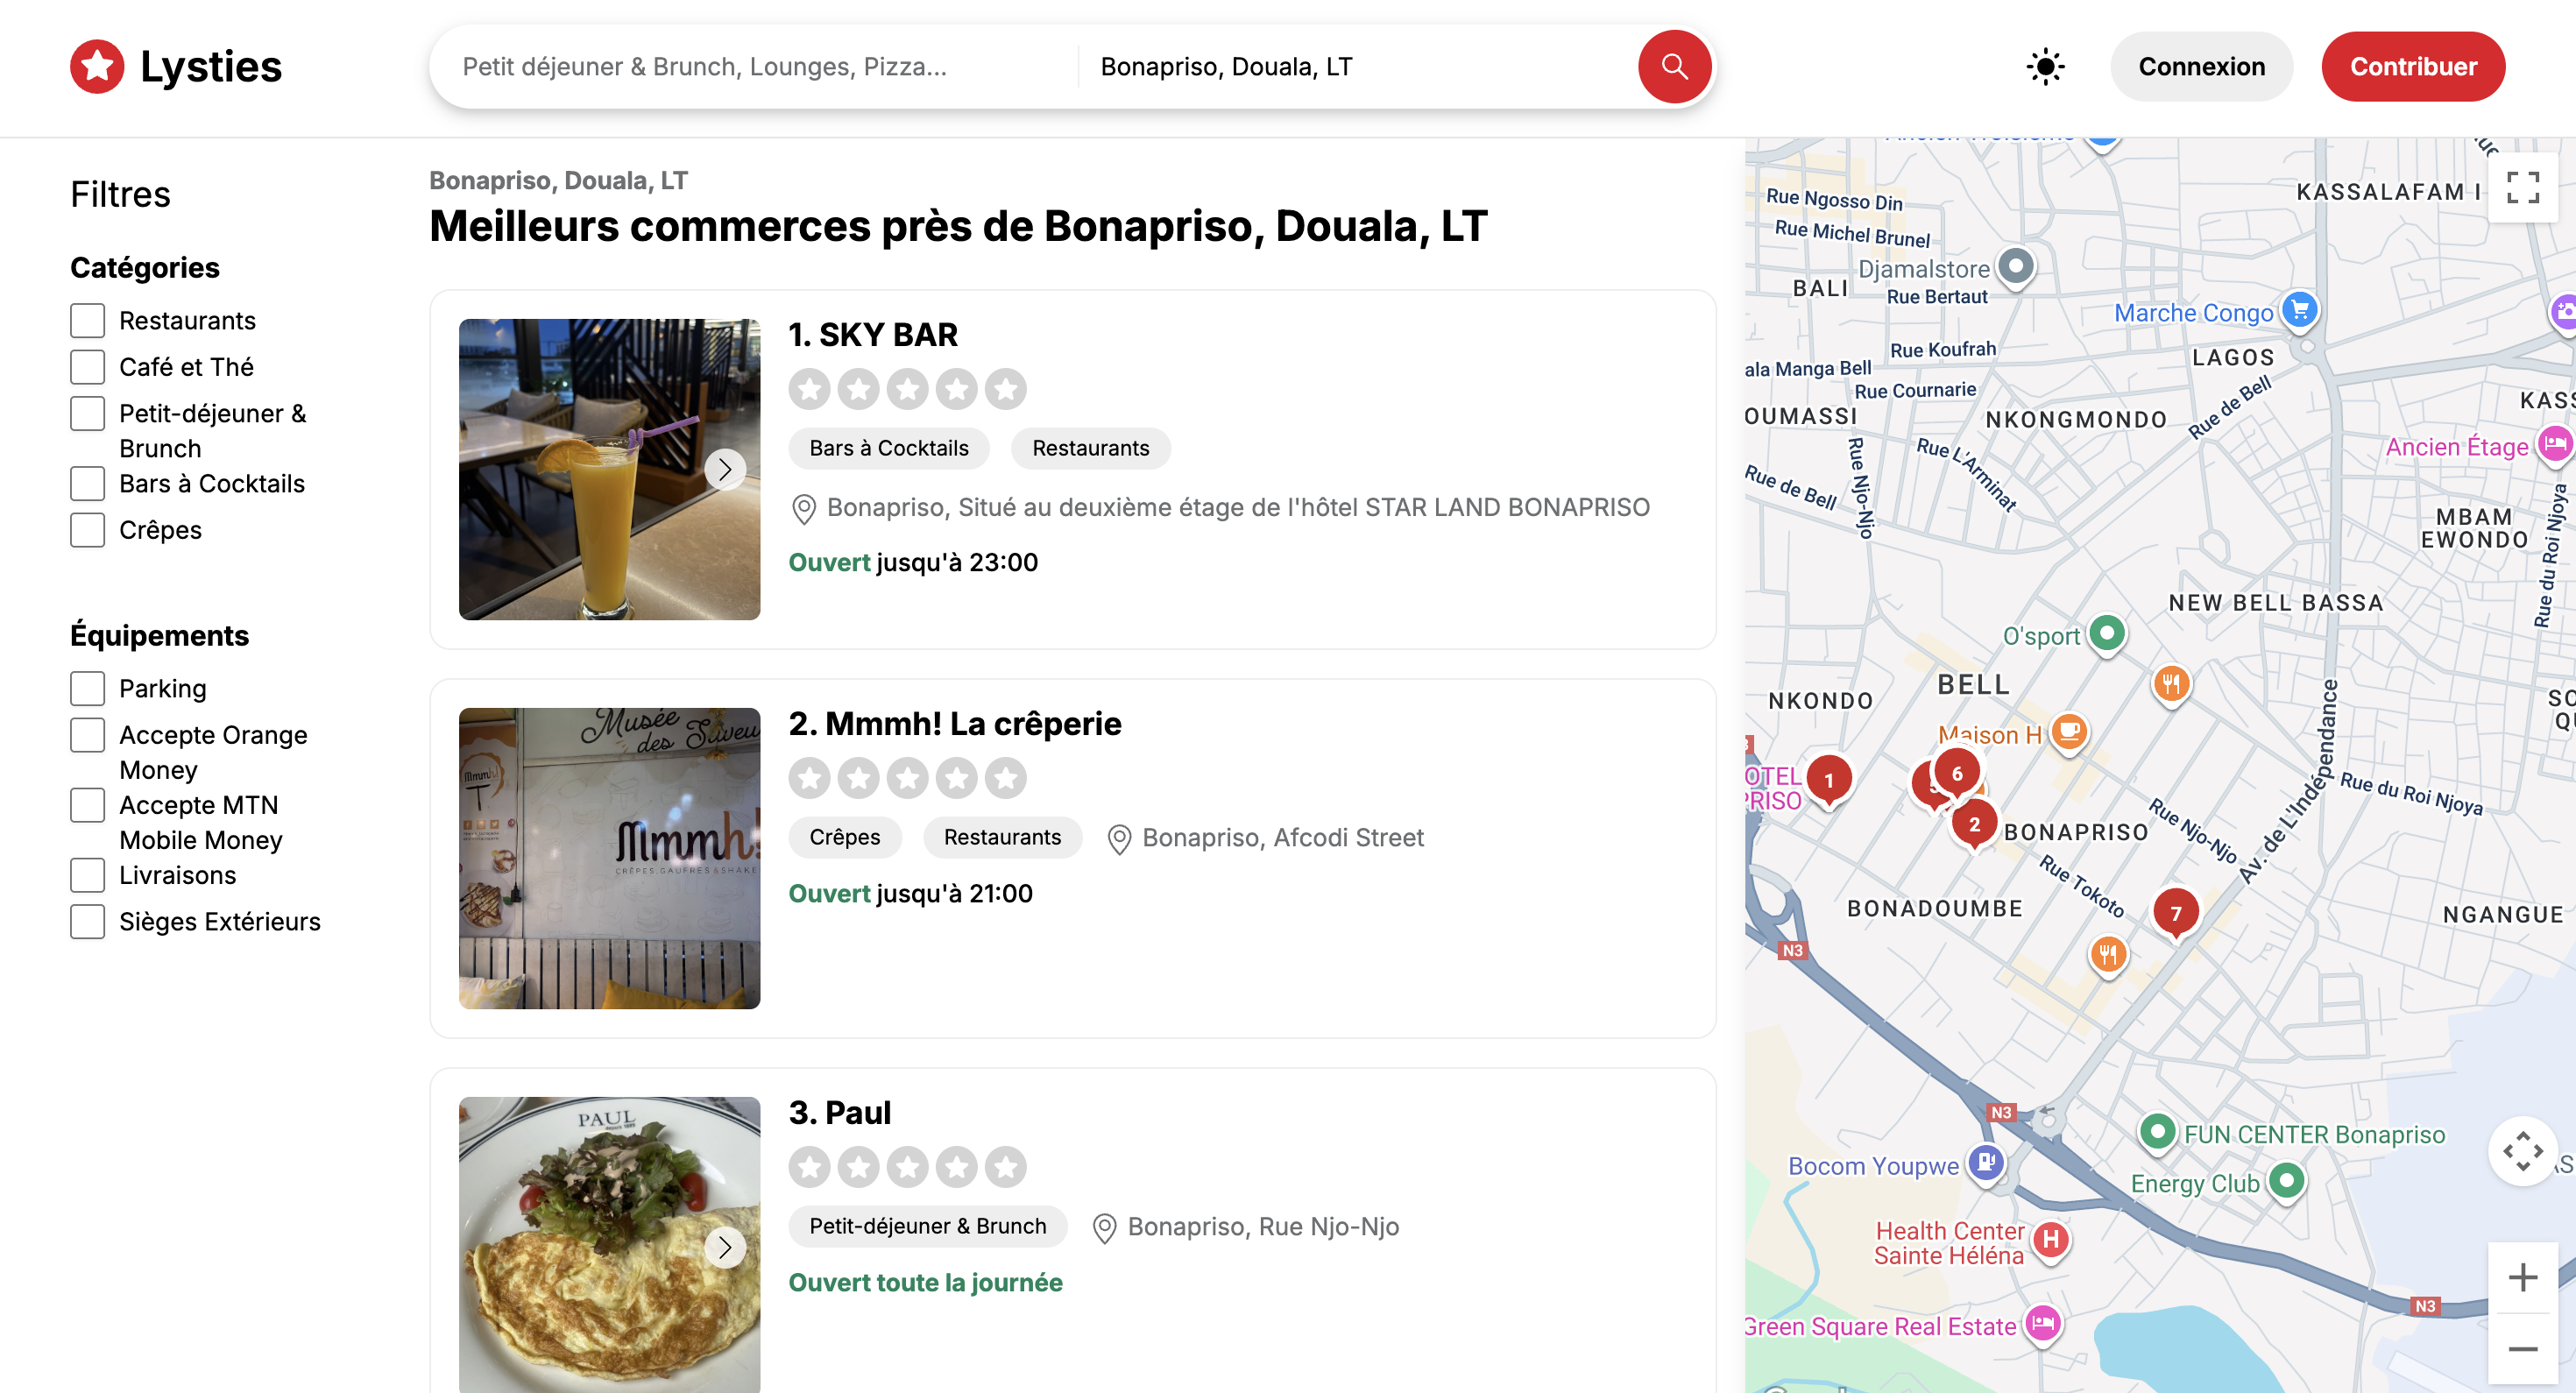 Lysties
Petit déjeuner & Brunch, Lounges, Pizza...
Bonapriso, Douala, LT
Connexion
Contribuer
Filtres
Catégories
Restaurants
Café et Thé
Petit-déjeuner &
Brunch
Bars à Cocktails
Crêpes
Équipements
Parking
Accepte Orange
Money
Accepte MTN
Mobile Money
Livraisons
Sièges Extérieurs
Bonapriso, Douala, LT
Meilleurs commerces près de Bonapriso, Douala, LT
1. SKY BAR
Bars à Cocktails
Restaurants
Bonapriso, Situé au deuxième étage de l'hôtel STAR LAND BONAPRISO
Ouvert jusqu'à 23:00
Musée
des
Mmmh!
Mmmh!
CRÊPES, GAUFRES & SHAKE
2. Mmmh! La crêperie
Crêpes
Restaurants
Bonapriso, Afcodi Street
Ouvert jusqu'à 21:00
PAUL
depuis 1889
3. Paul
Petit-déjeuner & Brunch
Bonapriso, Rue Njo-Njo
Ouvert toute la journée
KASSALAFAM I
Rue Ngosso Din
Rue Michel Brunel
Djamalstore
BALI
Rue Bertaut
Marche Congo
Rue Koufrah
LAGOS
ala Manga Bell
Rue Cournarie
Rue de Bell
KASS
OUMASSI
NKONGMONDO
Rue Njo-Njo
Rue L'Arminat
Ancien Étage
Rue de Bell
MBAM
EWONDO
Rue du Roi Njoya
NEW BELL BASSA
O'sport
BELL
NKONDO
SO
QU
Maison H
OTEL
PRISO
1
6
2
BONAPRISO
Rue Njo-Njo
Av. de L'Indépendance
Rue du Roi Njoya
Rue Tokoto
BONADOUMBE
7
NGANGUE
N3
N3
FUN CENTER Bonapriso
Bocom Youpwe
Energy Club
Health Center
Sainte Héléna
H
N3
Green Square Real Estate